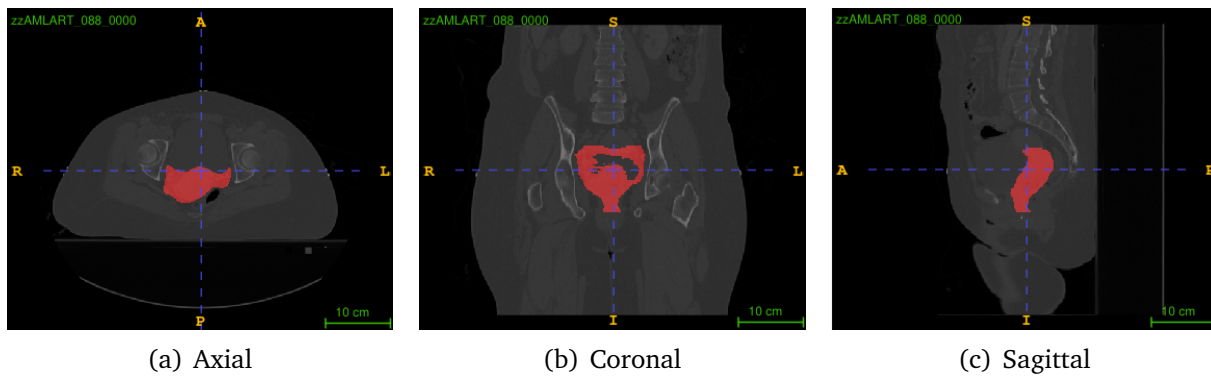 zzAMLART_088_0000
A
R
L
P
10 cm
zzAMLART_088_0000
S
R
L
I
10 cm
zzAMLART_088_0000
S
A
P
I
10 cm
(a) Axial
(b) Coronal
(c) Sagittal